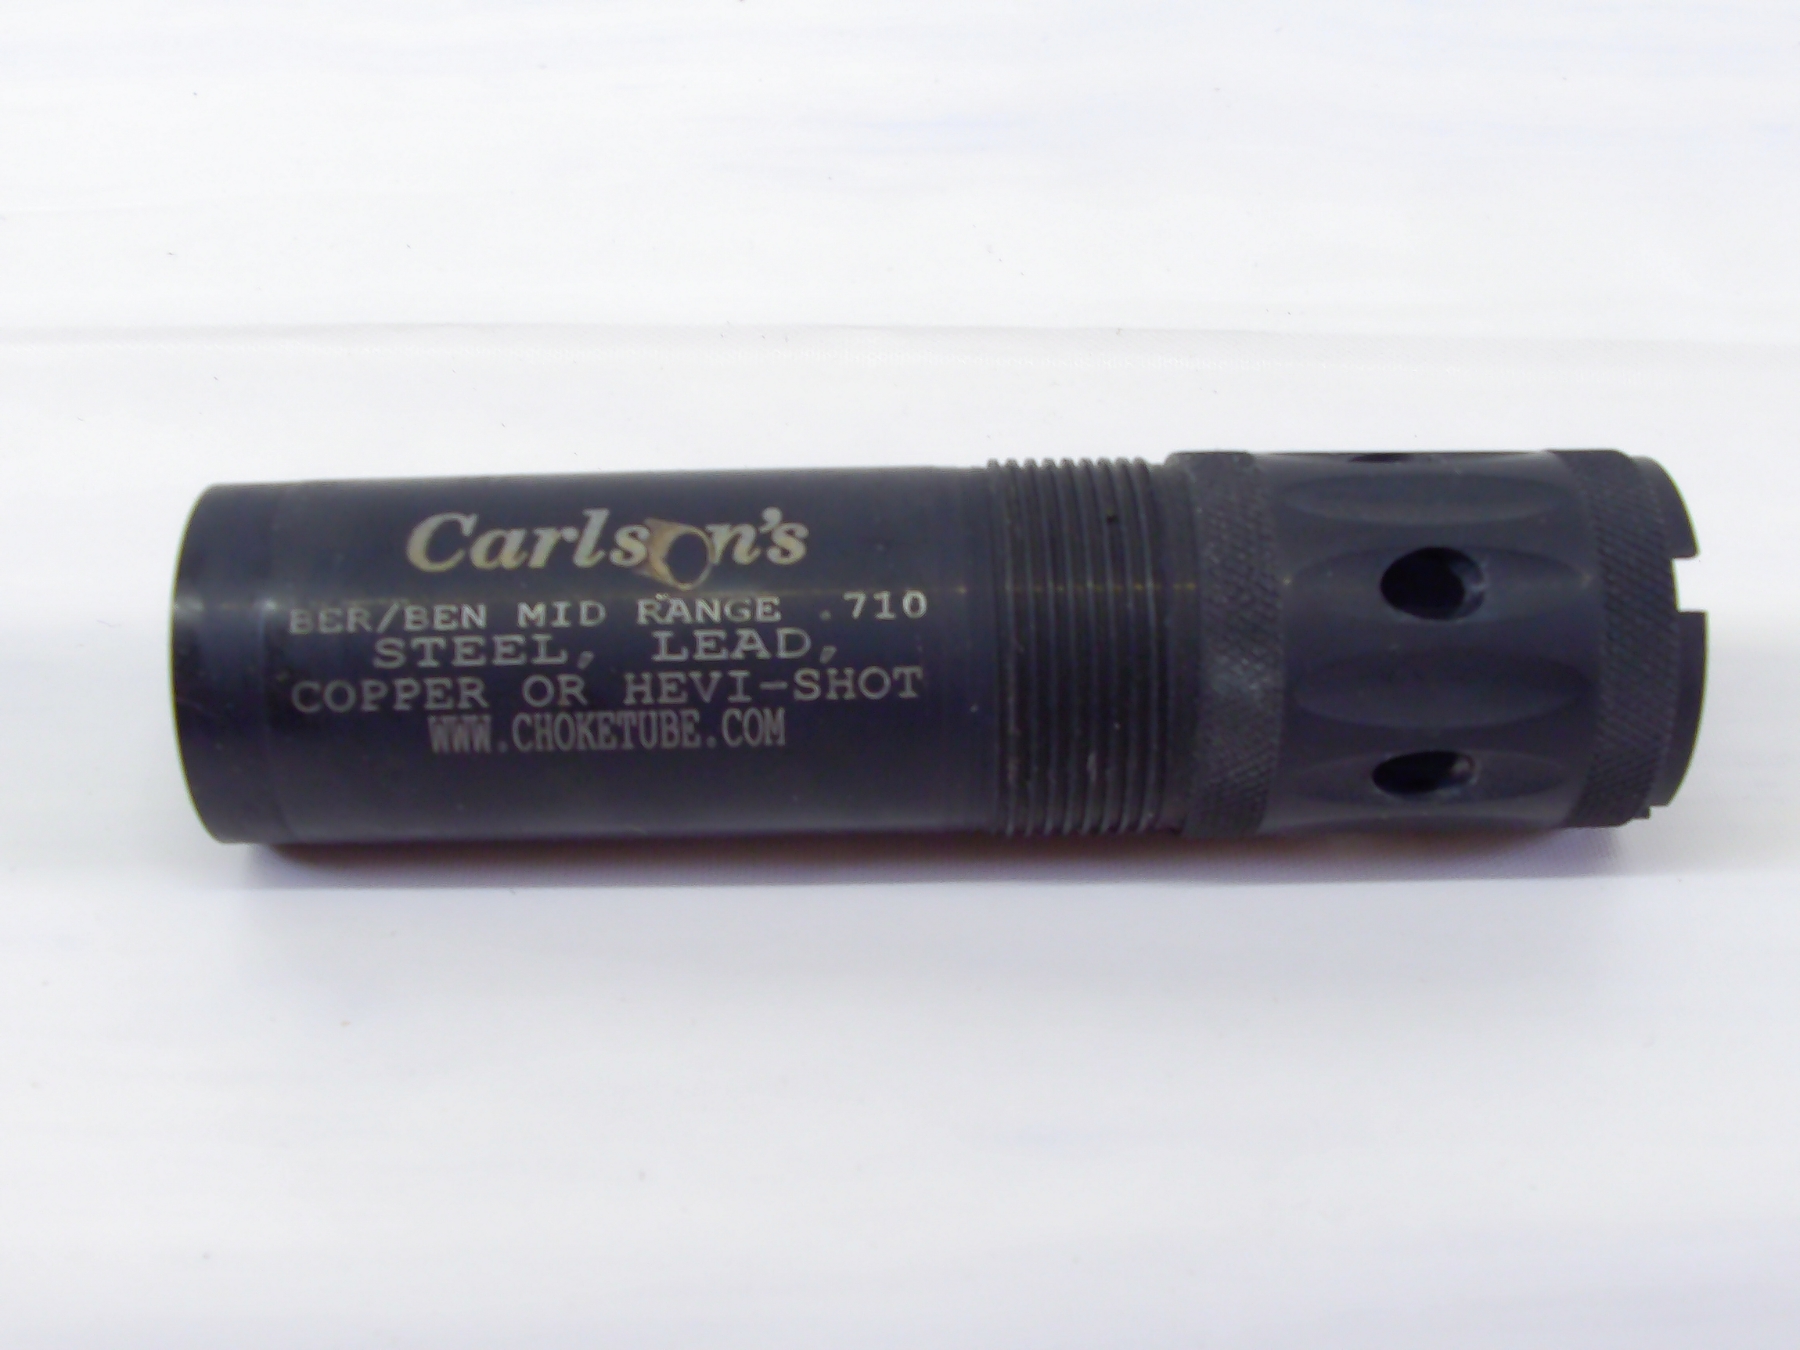 Carlson's
BER/BEN MID RANGE .710
STEEL, LEAD,
COPPER OR HEVI-SHOT
WWW.CHOKETUBE.COM